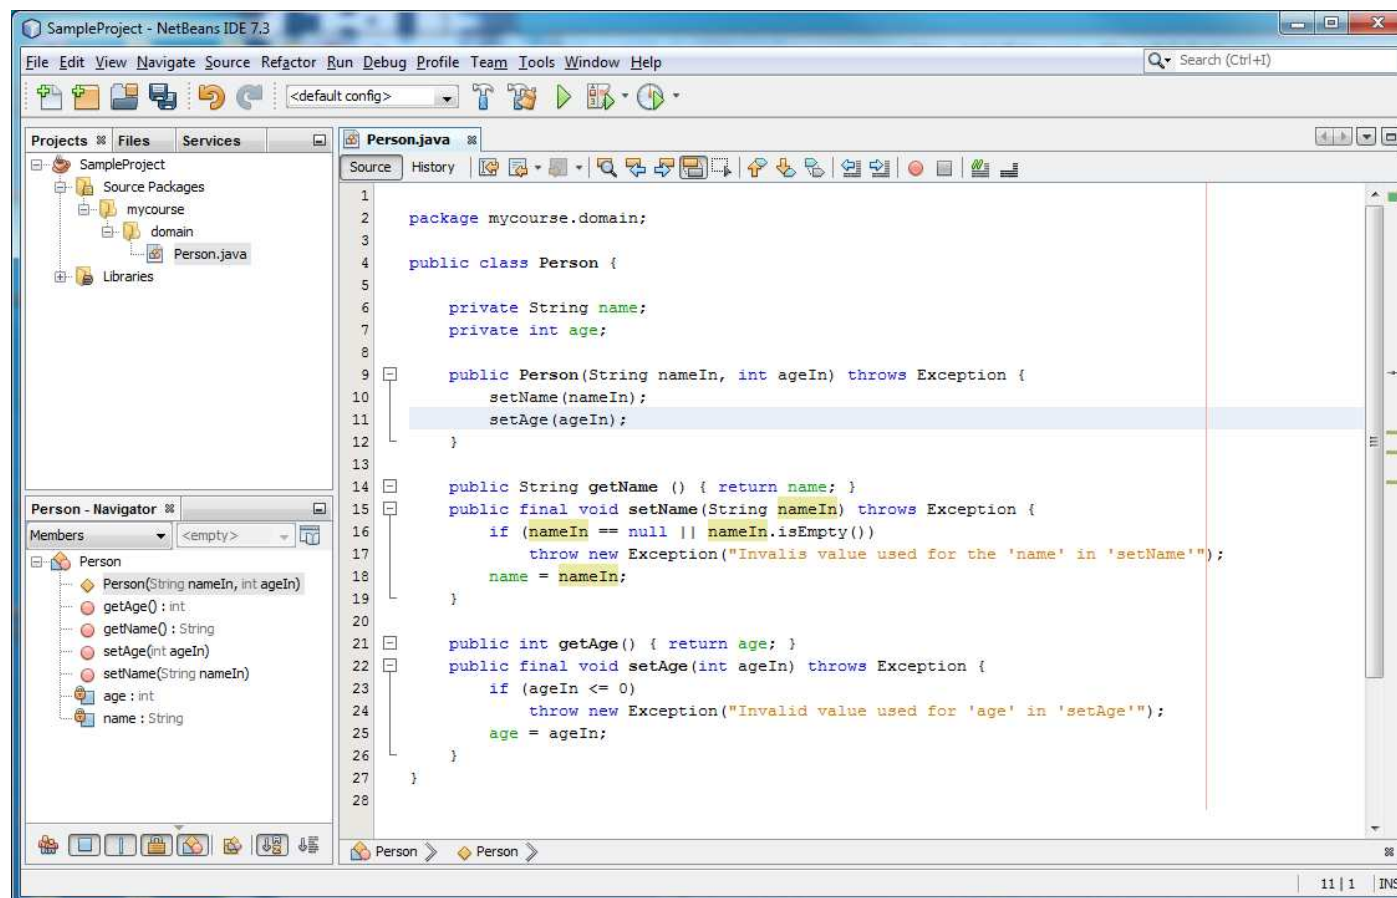 SampleProject - NetBeans IDE 7.3
File Edit View Navigate Source Refactor Run Debug Profile Team Tools Window Help
Search (Ctrl+I)
<default config>
Projects Files Services
SampleProject
Source Packages
mycourse
domain
Person.java
Libraries
Person - Navigator
Members <empty>
Person
Person(String nameIn, int ageIn)
getAge() : int
getName() : String
setAge(int ageIn)
setName(String nameIn)
age : int
name : String
Person.java
Source History
1
2 package mycourse.domain;
3
4 public class Person {
5
6 private String name;
7 private int age;
8
9 public Person(String nameIn, int ageIn) throws Exception {
10 setName(nameIn);
11 setAge(ageIn);
12 }
13
14 public String getName () { return name; }
15 public final void setName(String nameIn) throws Exception {
16 if (nameIn == null || nameIn.isEmpty())
17 throw new Exception("Invalis value used for the 'name' in 'setName'");
18 name = nameIn;
19 }
20
21 public int getAge() { return age; }
22 public final void setAge(int ageIn) throws Exception {
23 if (ageIn <= 0)
24 throw new Exception("Invalid value used for 'age' in 'setAge'");
25 age = ageIn;
26 }
27 }
28
Person Person
11 | 1 INS